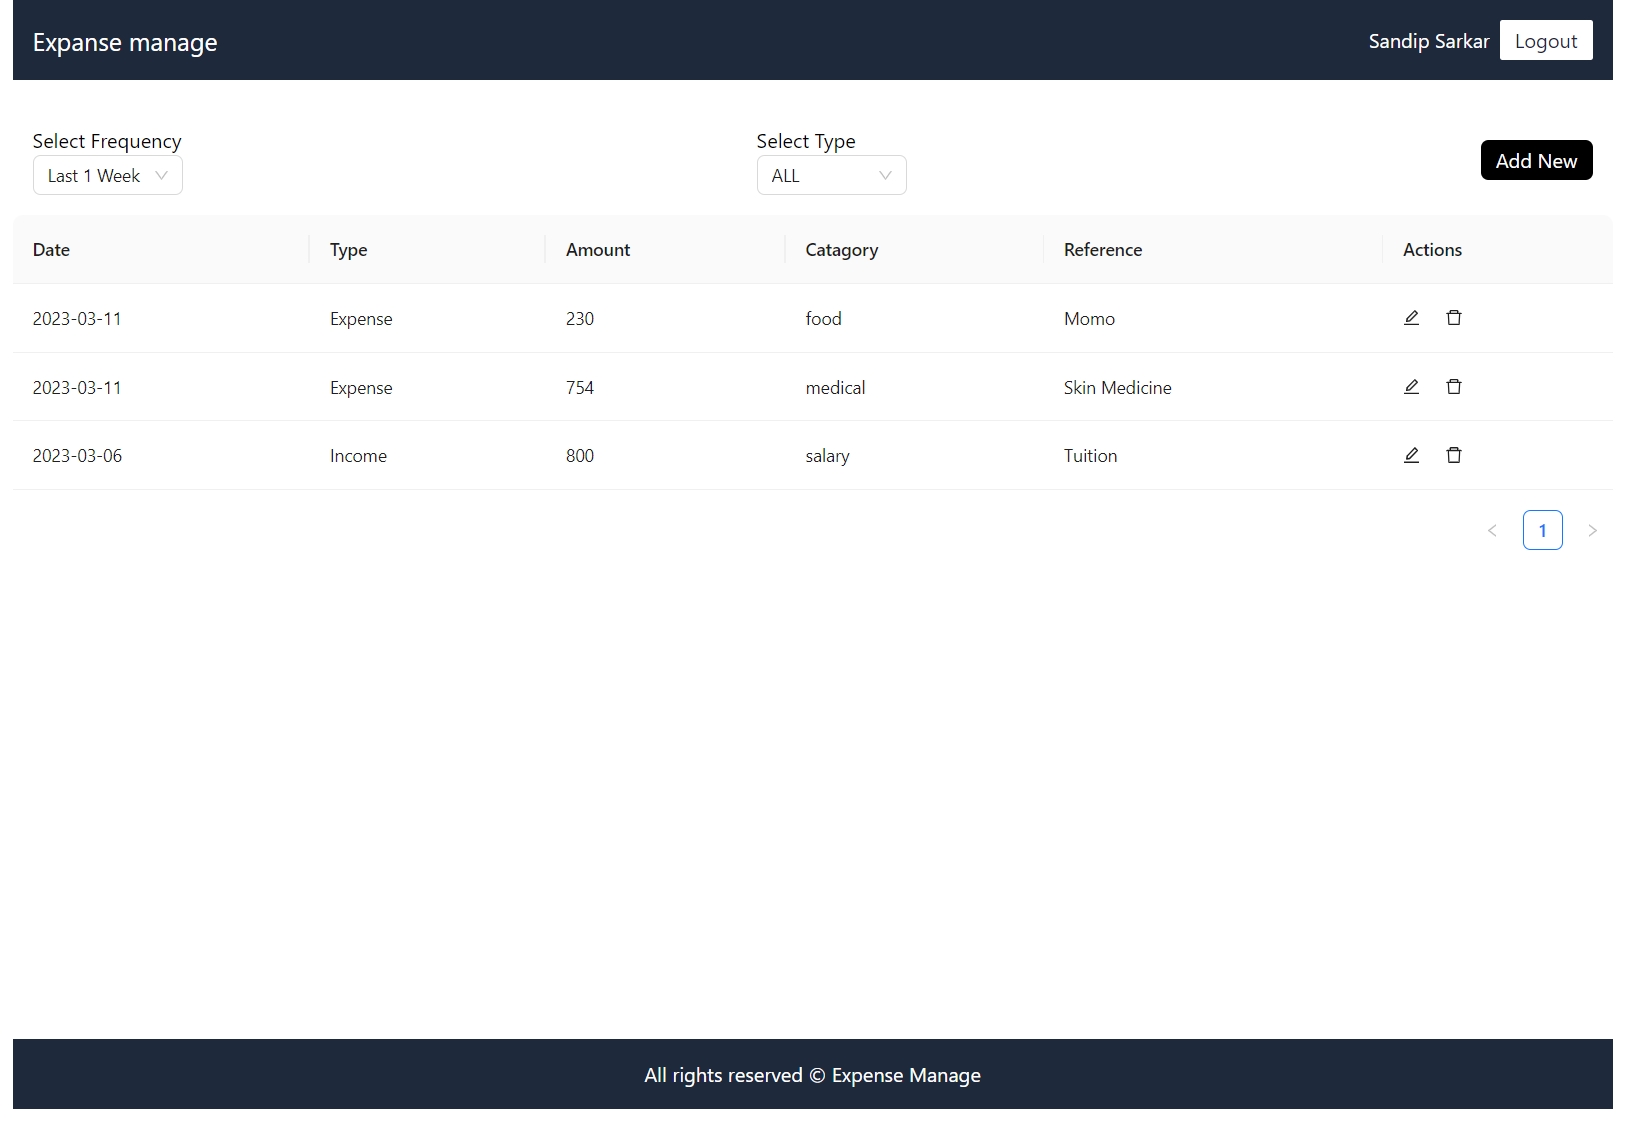 Expanse manage
Sandip Sarkar Logout
Select Frequency Select Type
Last 1 Week ALL Add New
Date Type Amount Catagory Reference Actions
2023-03-11 Expense 230 food Momo
2023-03-11 Expense 754 medical Skin Medicine
2023-03-06 Income 800 salary Tuition
< 1 >
All rights reserved © Expense Manage